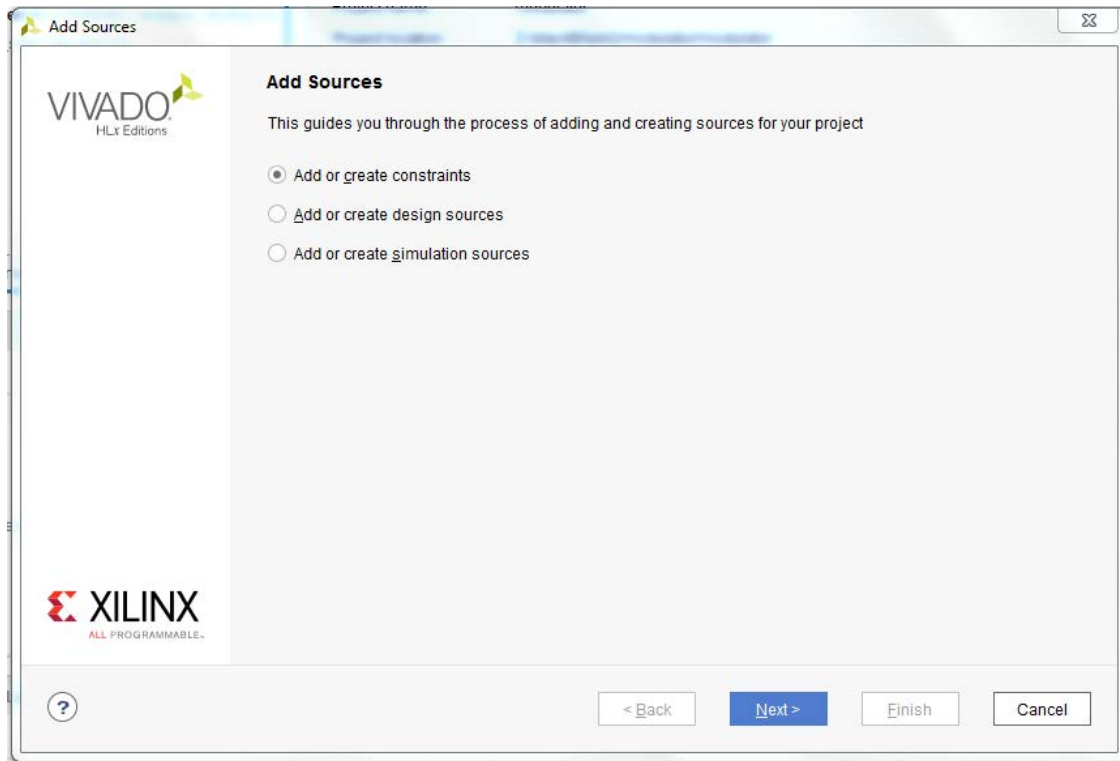 Add Sources
VIVADO
HLx Editions
Add Sources
This guides you through the process of adding and creating sources for your project
Add or create constraints
Add or create design sources
Add or create simulation sources
XILINX
ALL PROGRAMMABLE™
?
< Back
Next >
Finish
Cancel